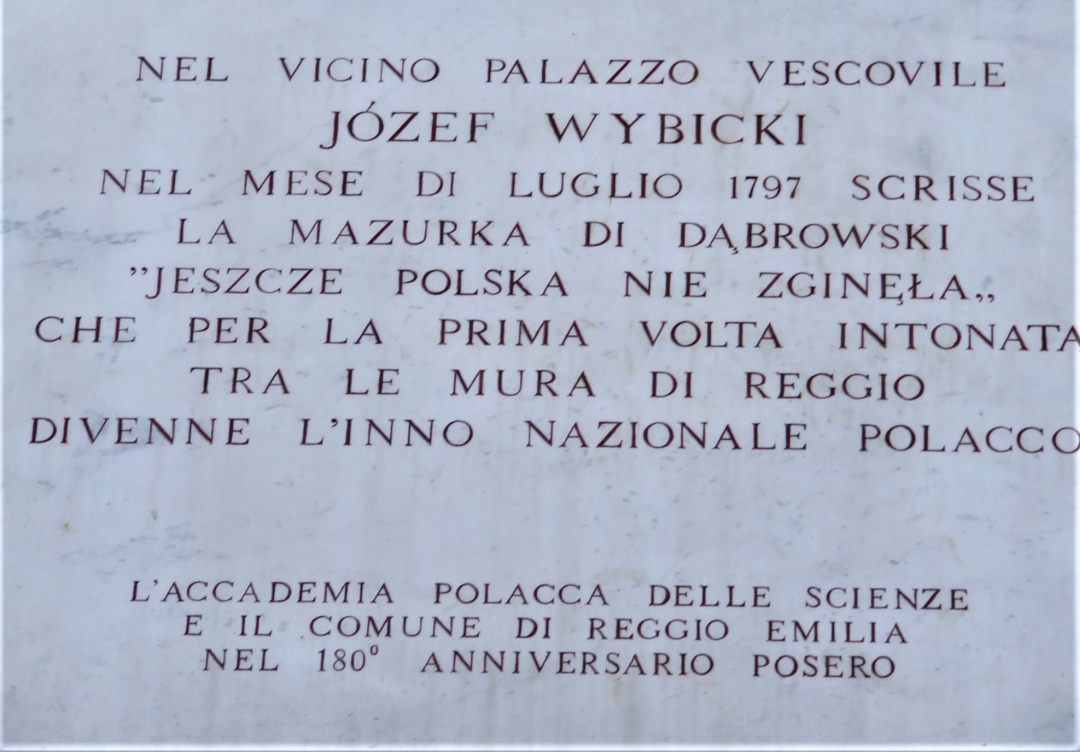 NEL VICINO PALAZZO VESCOVILE
JÓZEF WYBICKI
NEL MESE DI LUGLIO 1797 SCRISSE
LA MAZURKA DI DĄBROWSKI
”JESZCZE POLSKA NIE ZGINĘŁA„
CHE PER LA PRIMA VOLTA INTONATA
TRA LE MURA DI REGGIO
DIVENNE L'INNO NAZIONALE POLACCO
L'ACCADEMIA POLACCA DELLE SCIENZE
E IL COMUNE DI REGGIO EMILIA
NEL 180º ANNIVERSARIO POSERO